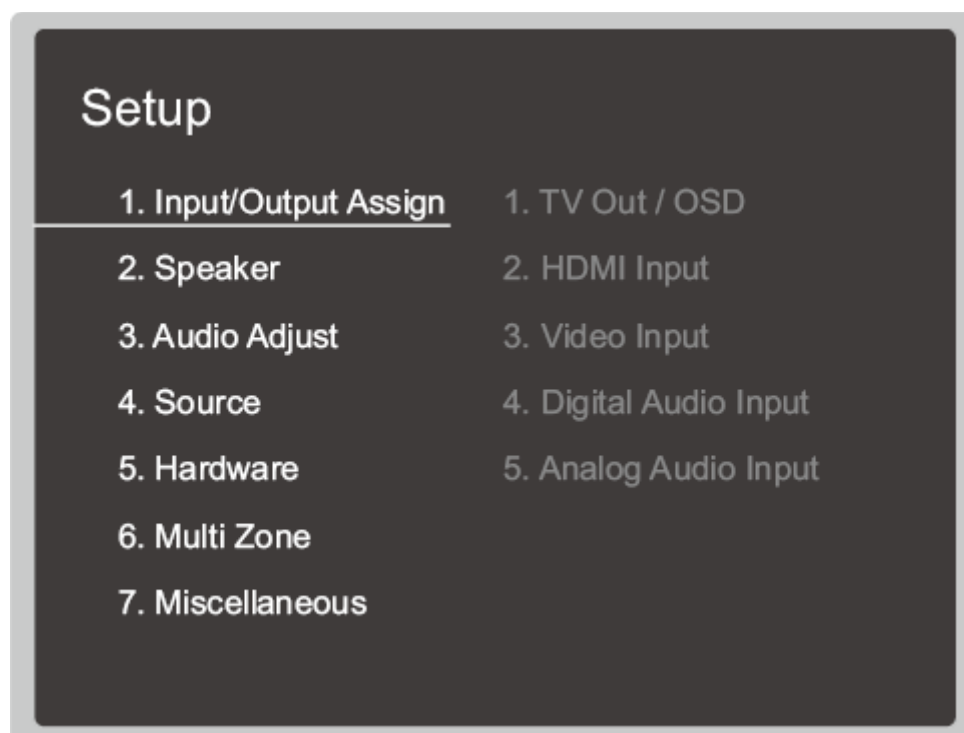 Setup
1. Input/Output Assign
2. Speaker
3. Audio Adjust
4. Source
5. Hardware
6. Multi Zone
7. Miscellaneous
1. TV Out / OSD
2. HDMI Input
3. Video Input
4. Digital Audio Input
5. Analog Audio Input